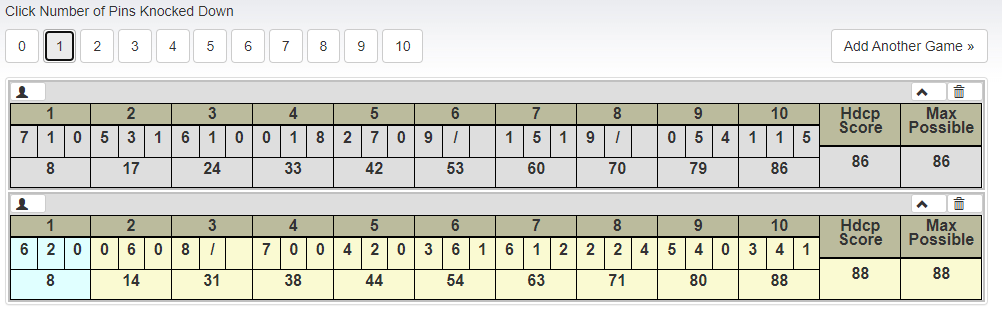 Click Number of Pins Knocked Down
0 1 2 3 4 5 6 7 8 9 10 Add Another Game »
1 2 3 4 5 6 7 8 9 10 Hdcp Score Max Possible
7 1 0 5 3 1 6 1 0 0 1 8 2 7 0 9 / 1 5 1 9 / 0 5 4 1 1 5
8 17 24 33 42 53 60 70 79 86 86 86
1 2 3 4 5 6 7 8 9 10 Hdcp Score Max Possible
6 2 0 0 6 0 8 / 7 0 0 4 2 0 3 6 1 6 1 2 2 2 4 5 4 0 3 4 1
8 14 31 38 44 54 63 71 80 88 88 88